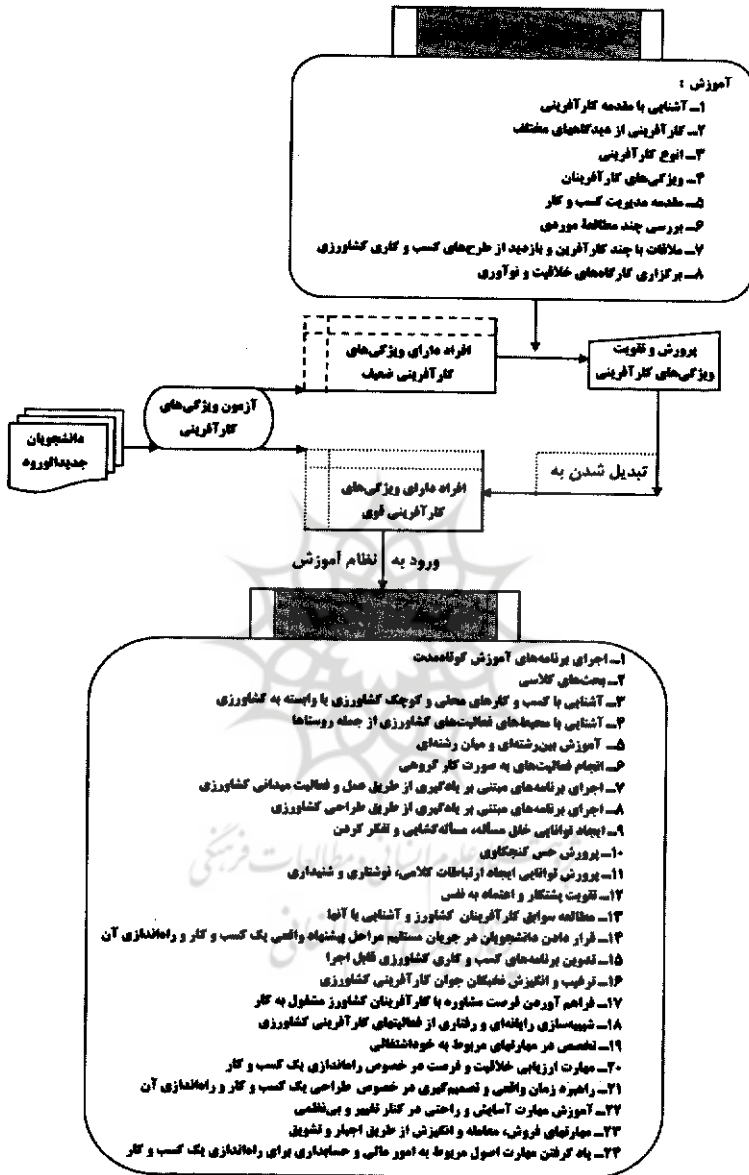 آموزش :
۱ـ آشنایی با مقدمه کارآفرینی
۲ـ کارآفرینی از دیدگاههای مختلف
۳ـ انوع کارآفرینی
۴ـ ویژگی‌های کارآفرینان
۵ـ مقدمه مدیریت کسب و کار
۶ـ بررسی چند مطالعهٔ موردی
۷ـ ملاقات با چند کارآفرین و بازدید از طرح‌های کسب و کاری کشاورزی
۸ـ برگزاری کارگاه‌های خلاقیت و نوآوری
افراد دارای ویژگی‌های
کارآفرینی ضعیف
پرورش و تقویت
ویژگی‌های کارآفرینی
آزمون ویژگی‌های
کارآفرینی
دانشجویان
جدیدالورود
تبدیل شدن به
افراد دارای ویژگی‌های
کارآفرینی قوی
ورود به نظام آموزش
۱ـ اجرای برنامه‌های آموزش کوتاه‌مدت
۲ـ بحث‌های کلاسی
۳ـ آشنایی با کسب و کارهای محلی و کوچک کشاورزی یا وابسته به کشاورزی
۴ـ آشنایی با محیط‌های فعالیت‌های کشاورزی از جمله روستاها
۵ـ آموزش بین‌رشته‌ای و میان رشته‌ای
۶ـ انجام فعالیت‌های به صورت کار گروهی
۷ـ اجرای برنامه‌های مبتنی بر یادگیری از طریق عمل و فعالیت میدانی کشاورزی
۸ـ اجرای برنامه‌های مبتنی بر یادگیری از طریق طراحی کشاورزی
۹ـ ایجاد توانایی خلق مسأله، مسأله‌گشایی و تفکر کردن
۱۰ـ پرورش حس کنجکاوی
۱۱ـ پرورش توانایی ایجاد ارتباطات کلامی، نوشتاری و شنیداری
۱۲ـ تقویت پشتکار و اعتماد به نفس
۱۳ـ مطالعه سوابق کارآفرینان کشاورز و آشنایی با آنها
۱۴ـ قرار دادن دانشجویان در جریان مستقیم مراحل پیشنهاد واقعی یک کسب و کار و راه‌اندازی آن
۱۵ـ تدوین برنامه‌های کسب و کاری کشاورزی قابل اجرا
۱۶ـ ترغیب و انگیزش نخبگان جوان کارآفرینی کشاورزی
۱۷ـ فراهم آوردن فرصت مشاوره با کارآفرینان کشاورز مشغول به کار
۱۸ـ شبیه‌سازی رایانه‌ای و رفتاری از فعالیتهای کارآفرینی کشاورزی
۱۹ـ تخصص در مهارتهای مربوط به خوداشتغالی
۲۰ـ مهارت ارزیابی خلاقیت و فرصت در خصوص راه‌اندازی یک کسب و کار
۲۱ـ راهبرد زمان واقعی و تصمیم‌گیری در خصوص طراحی یک کسب و کار و راه‌اندازی آن
۲۲ـ آموزش مهارت آسایش و راحتی در کنار تغییر و بی‌نظمی
۲۳ـ مهارتهای فروش، معامله و انگیزش از طریق اجبار و تشویق
۲۴ـ یاد گرفتن مهارت اصول مربوط به امور مالی و حسابداری برای راه‌اندازی یک کسب و کار